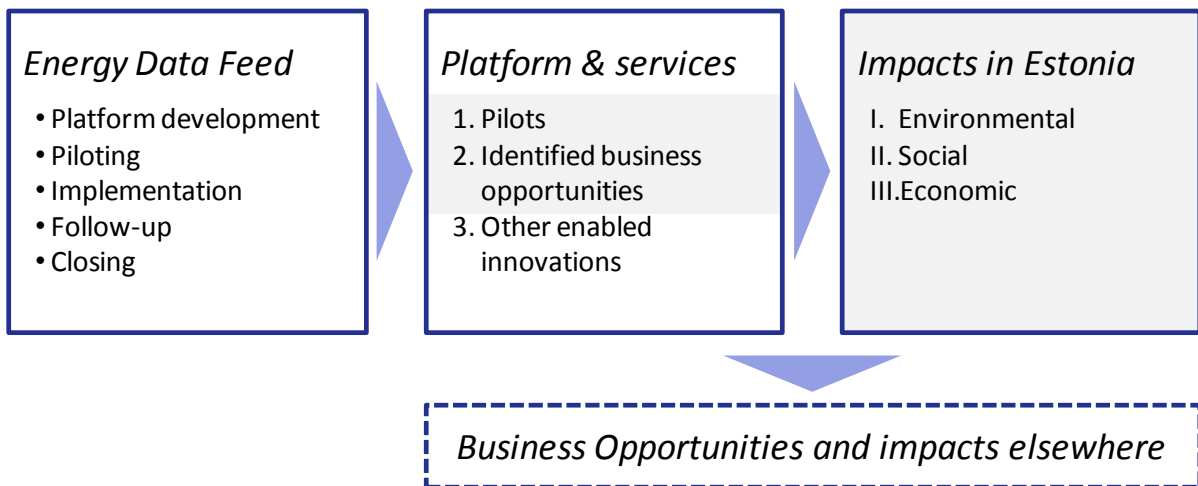 Energy Data Feed
• Platform development
• Piloting
• Implementation
• Follow-up
• Closing
Platform & services
1. Pilots
2. Identified business
opportunities
3. Other enabled
innovations
Impacts in Estonia
I. Environmental
II. Social
III.Economic
Business Opportunities and impacts elsewhere